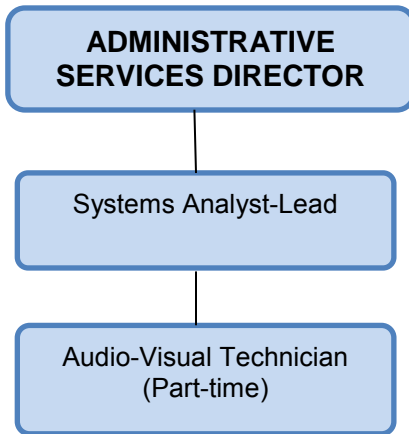 ADMINISTRATIVE
SERVICES DIRECTOR
Systems Analyst-Lead
Audio-Visual Technician
(Part-time)